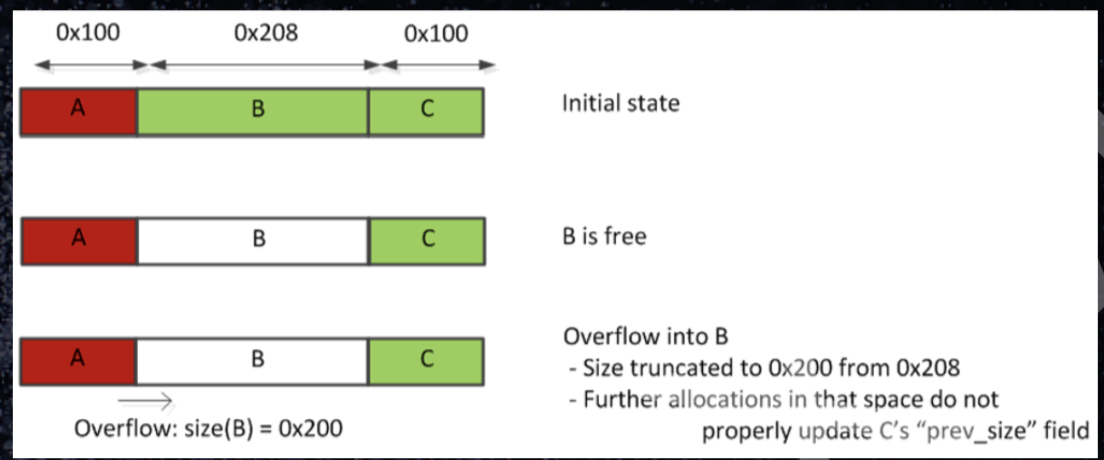 0x100 0x208 0x100
A B C Initial state
A B C B is free
Overflow into B
A B C - Size truncated to 0x200 from 0x208
- Further allocations in that space do not
Overflow: size(B) = 0x200 properly update C's “prev_size” field